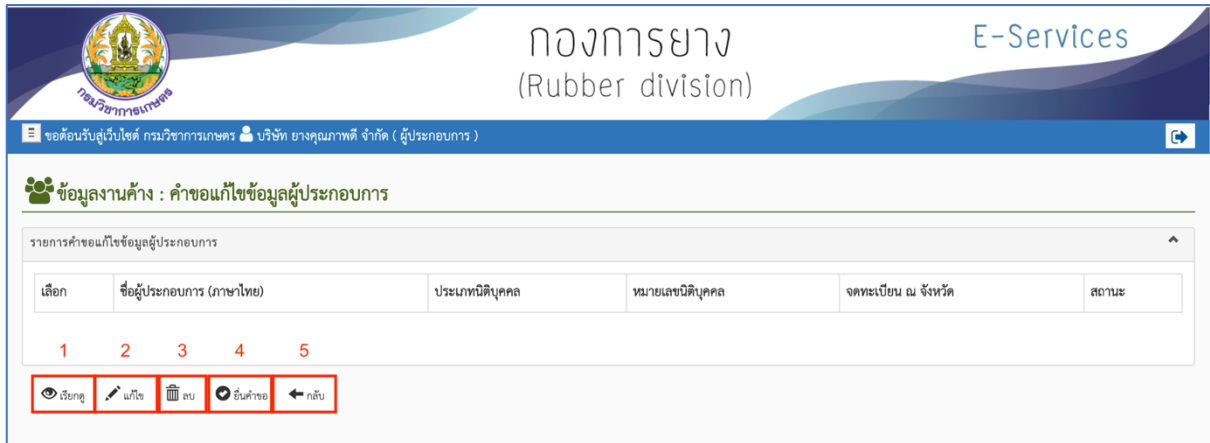 กองการยาง
E-Services
(Rubber division)
กรมวิชาการเกษตร
ขอต้อนรับสู่เว็บไซต์ กรมวิชาการเกษตร บริษัท ยางคุณภาพดี จำกัด ( ผู้ประกอบการ )
ข้อมูลงานค้าง : คำขอแก้ไขข้อมูลผู้ประกอบการ
รายการคำขอแก้ไขข้อมูลผู้ประกอบการ
เลือก ชื่อผู้ประกอบการ (ภาษาไทย) ประเภทนิติบุคคล หมายเลขนิติบุคคล จดทะเบียน ณ จังหวัด สถานะ
1 2 3 4 5
เรียกดู แก้ไข ลบ ยื่นคำขอ กลับ